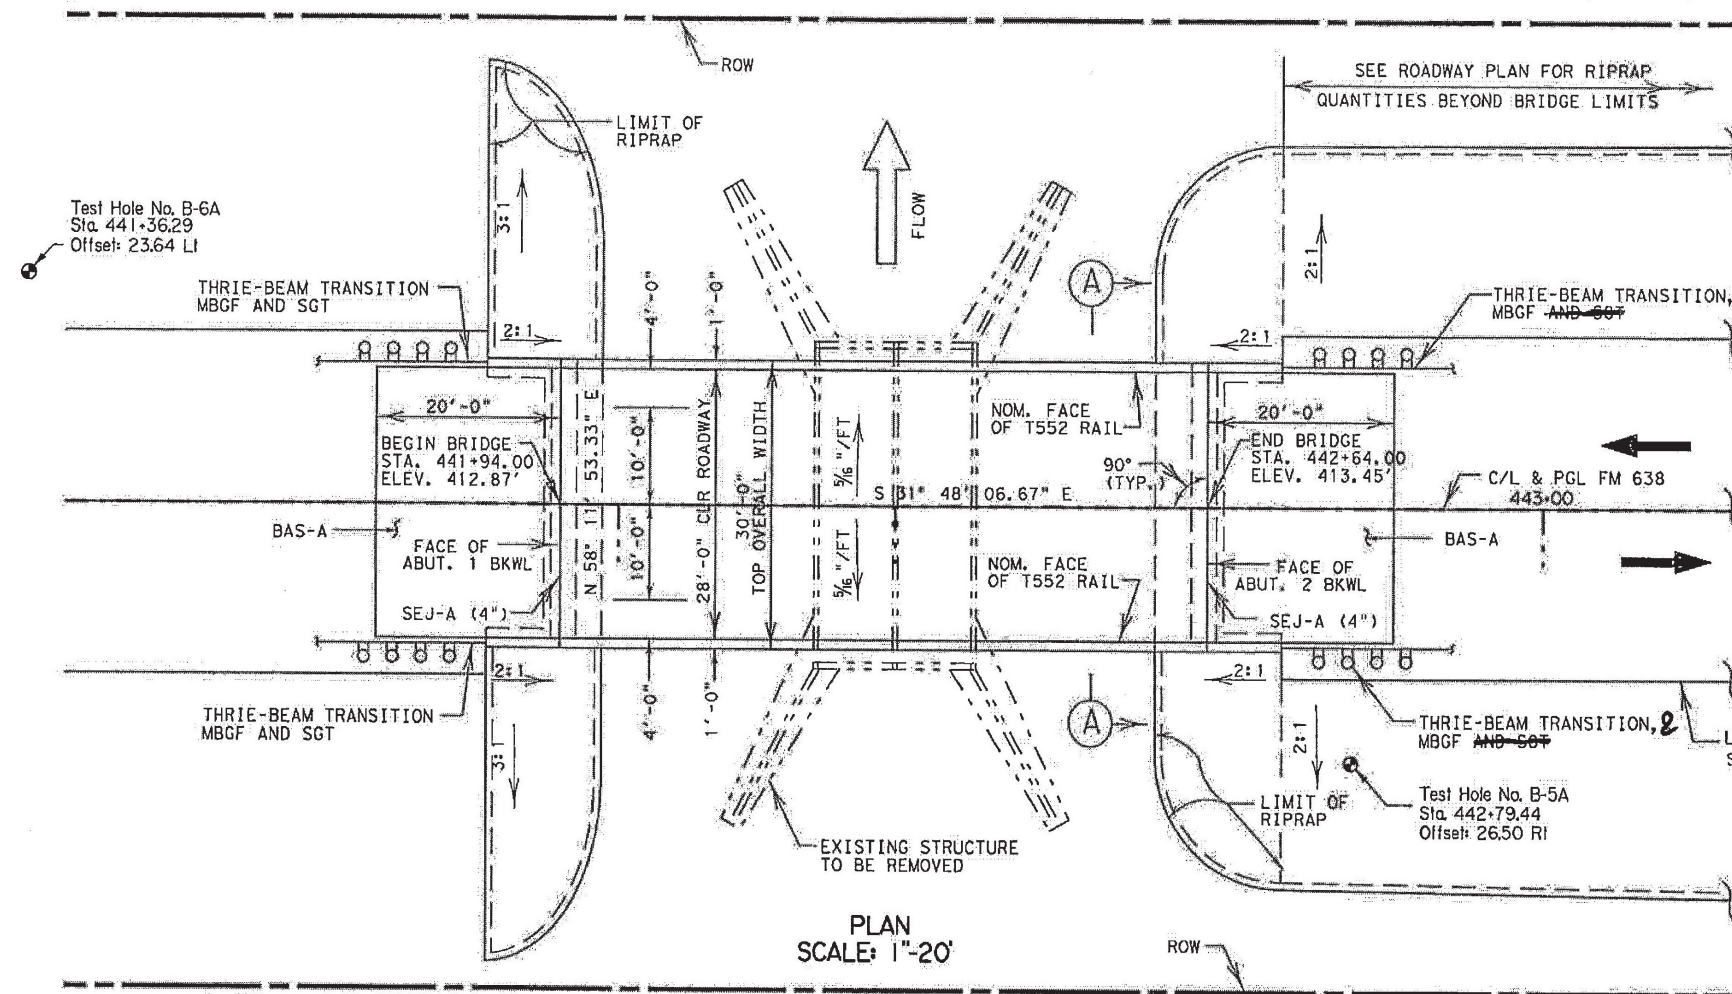 ROW
SEE ROADWAY PLAN FOR RIPRAP
QUANTITIES BEYOND BRIDGE LIMITS
LIMIT OF
RIPRAP
FLOW
3:1
2:1
Test Hole No. B-6A
Sta. 441+36.29
Offset: 23.64 Lt
THRIE-BEAM TRANSITION
MBGF AND SGT
2:1
4'-0"
1'-0"
A
2:1
THRIE-BEAM TRANSITION,
MBGF AND SGT
20'-0"
BEGIN BRIDGE
STA. 441+94.00
ELEV. 412.87'
N 58° 11' 53.33" E
10'-0"
10'-0"
28'-0" CLR ROADWAY
30'-0"
TOP OVERALL WIDTH
5/16 "/FT
5/16 "/FT
NOM. FACE
OF T552 RAIL
90°
(TYP.)
S 31° 48' 06.67" E
20'-0"
END BRIDGE
STA. 442+64.00
ELEV. 413.45'
C/L & PGL FM 638
443+00
BAS-A
FACE OF
ABUT. 1 BKWL
SEJ-A (4")
NOM. FACE
OF T552 RAIL
FACE OF
ABUT. 2 BKWL
SEJ-A (4")
BAS-A
2:1
2:1
THRIE-BEAM TRANSITION
MBGF AND SGT
3:1
4'-0"
1'-0"
A
2:1
THRIE-BEAM TRANSITION, &
MBGF AND SGT
L
S
LIMIT OF
RIPRAP
Test Hole No. B-5A
Sta. 442+79.44
Offset: 26.50 Rt
EXISTING STRUCTURE
TO BE REMOVED
PLAN
SCALE: 1"-20'
ROW